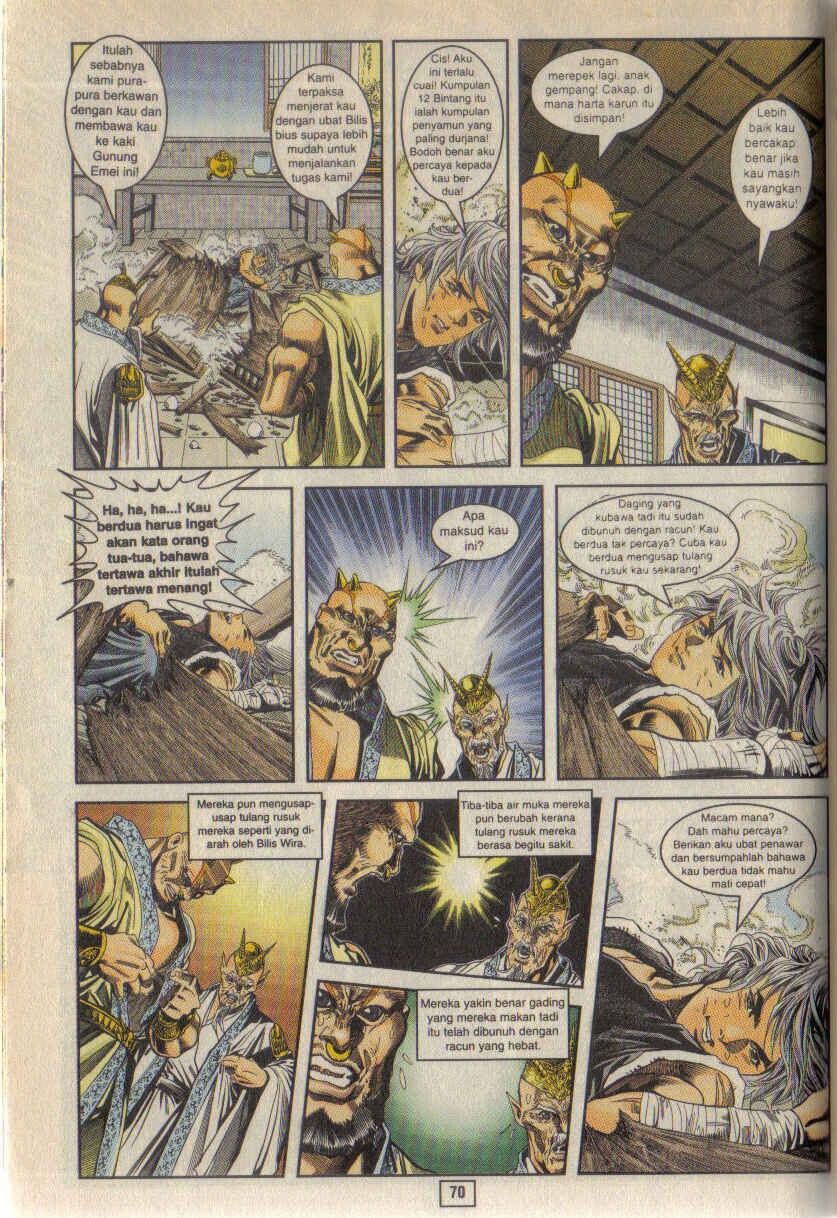 Itulah
sebabnya
kami pura-
pura berkawan
dengan kau dan
membawa kau
ke kaki
Gunung
Emei ini!
Kami
terpaksa
menjerat kau
dengan ubat Bilis
bius supaya lebih
mudah untuk
menjalankan
tugas kami!
Cis! Aku
ini terlalu
cuai! Kumpulan
12 Bintang itu
ialah kumpulan
penyamun yang
paling durjana!
Bodoh benar aku
percaya kepada
kau ber-
dua!
Jangan
merepek lagi, anak
gempang! Cakap, di
mana harta karun itu
disimpan!
Lebih
baik kau
bercakap
benar jika
kau masih
sayangkan
nyawaku!
Ha, ha, ha...! Kau
berdua harus Ingat
akan kata orang
tua-tua, bahawa
tertawa akhir Itulah
tertawa menang!
Apa
maksud kau
ini?
Daging yang
kubawa tadi itu sudah
dibunuh dengan racun! Kau
berdua tak percaya? Cuba kau
berdua mengusap tulang
rusuk kau sekarang!
Mereka pun mengusap-
usap tulang rusuk
mereka seperti yang di-
arah oleh Bilis Wira.
Tiba-tiba air muka mereka
pun berubah kerana
tulang rusuk mereka
berasa begitu sakit.
Mereka yakin benar gading
yang mereka makan tadi
itu telah dibunuh dengan
racun yang hebat.
Macam mana?
Dah mahu percaya?
Berikan aku ubat penawar
dan bersumpahlah bahawa
kau berdua tidak mahu
mati cepat!
70